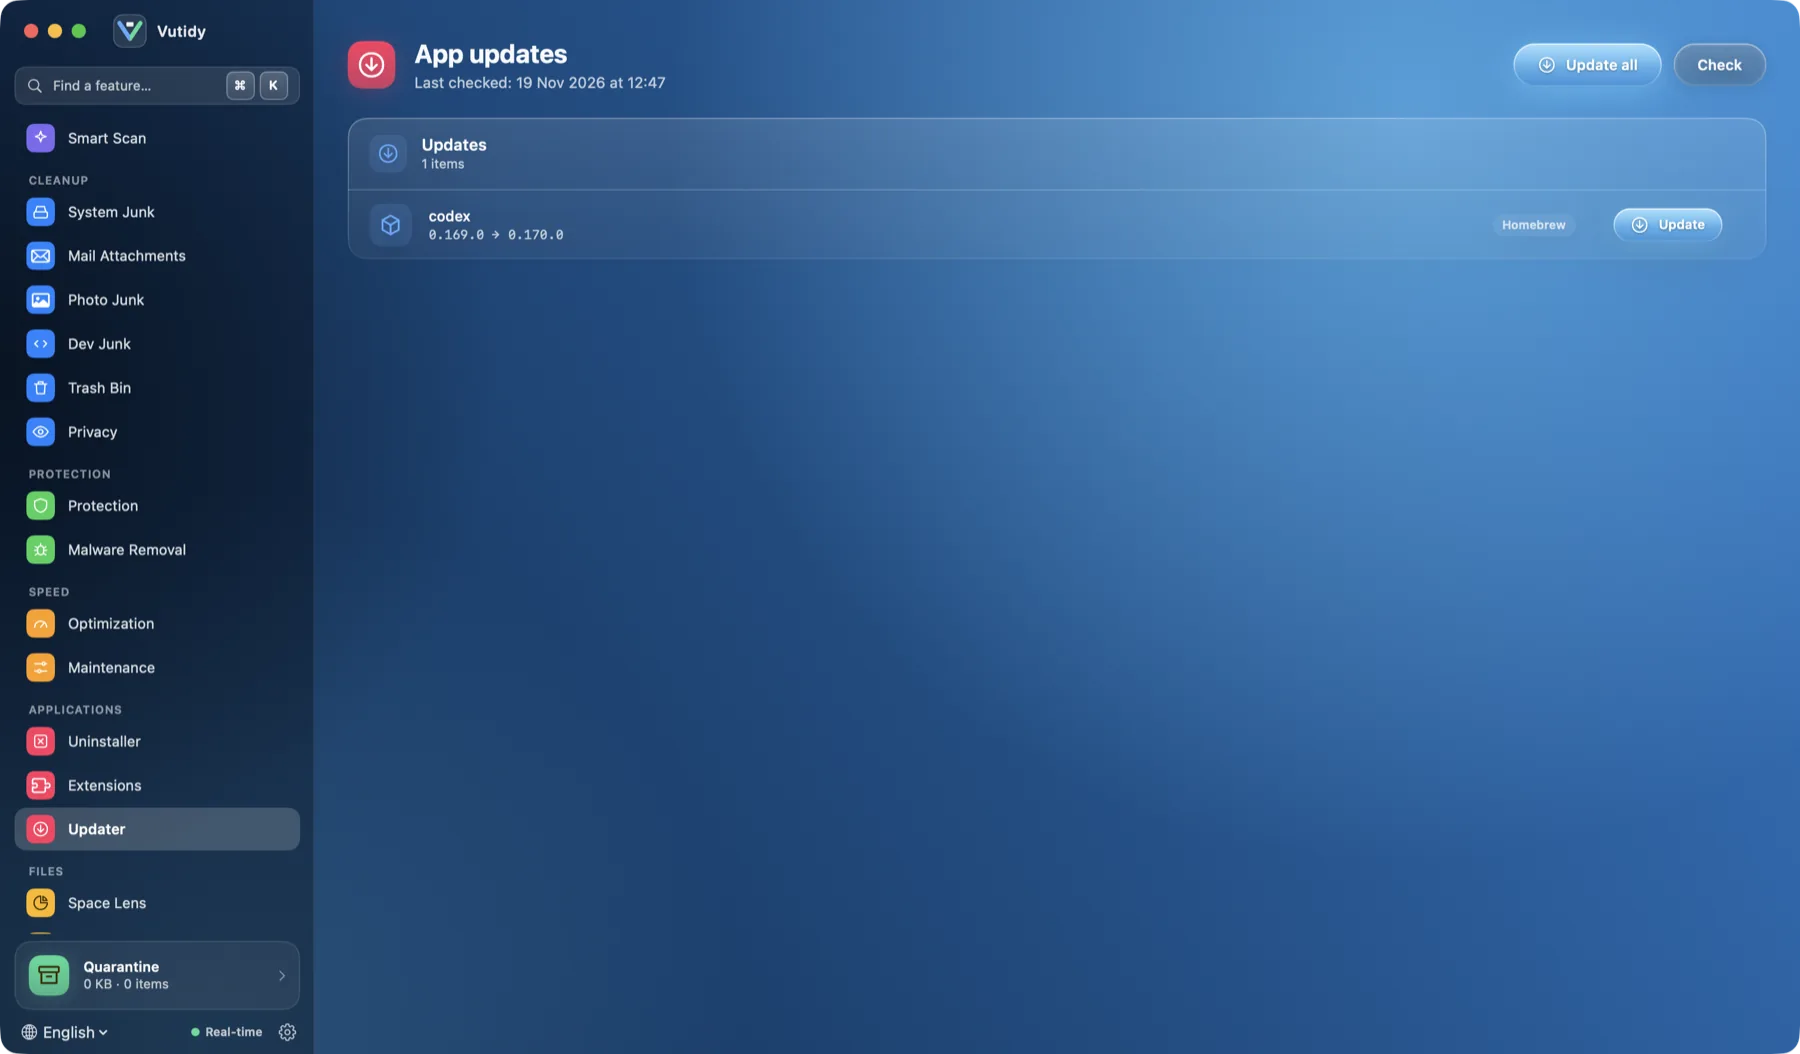 Vutidy
Find a feature...
⌘ K
Smart Scan
CLEANUP
System Junk
Mail Attachments
Photo Junk
Dev Junk
Trash Bin
Privacy
PROTECTION
Protection
Malware Removal
SPEED
Optimization
Maintenance
APPLICATIONS
Uninstaller
Extensions
Updater
FILES
Space Lens
Quarantine
0 KB · 0 items
English
Real-time
App updates
Last checked: 19 Nov 2026 at 12:47
Update all
Check
Updates
1 items
codex
0.169.0 → 0.170.0
Homebrew
Update